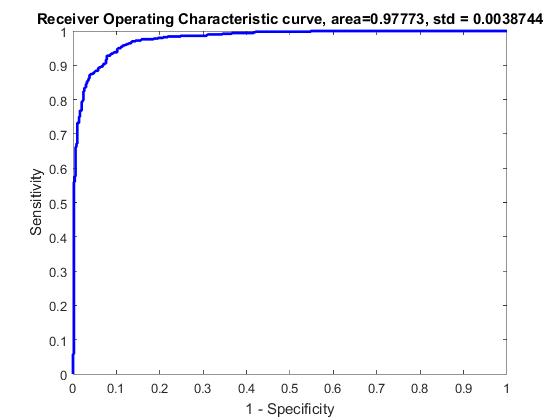 Receiver Operating Characteristic curve, area=0.97773, std = 0.0038744
1
0.9
0.8
0.7
0.6
0.5
0.4
0.3
0.2
0.1
0
Sensitivity
0 0.1 0.2 0.3 0.4 0.5 0.6 0.7 0.8 0.9 1
1 - Specificity